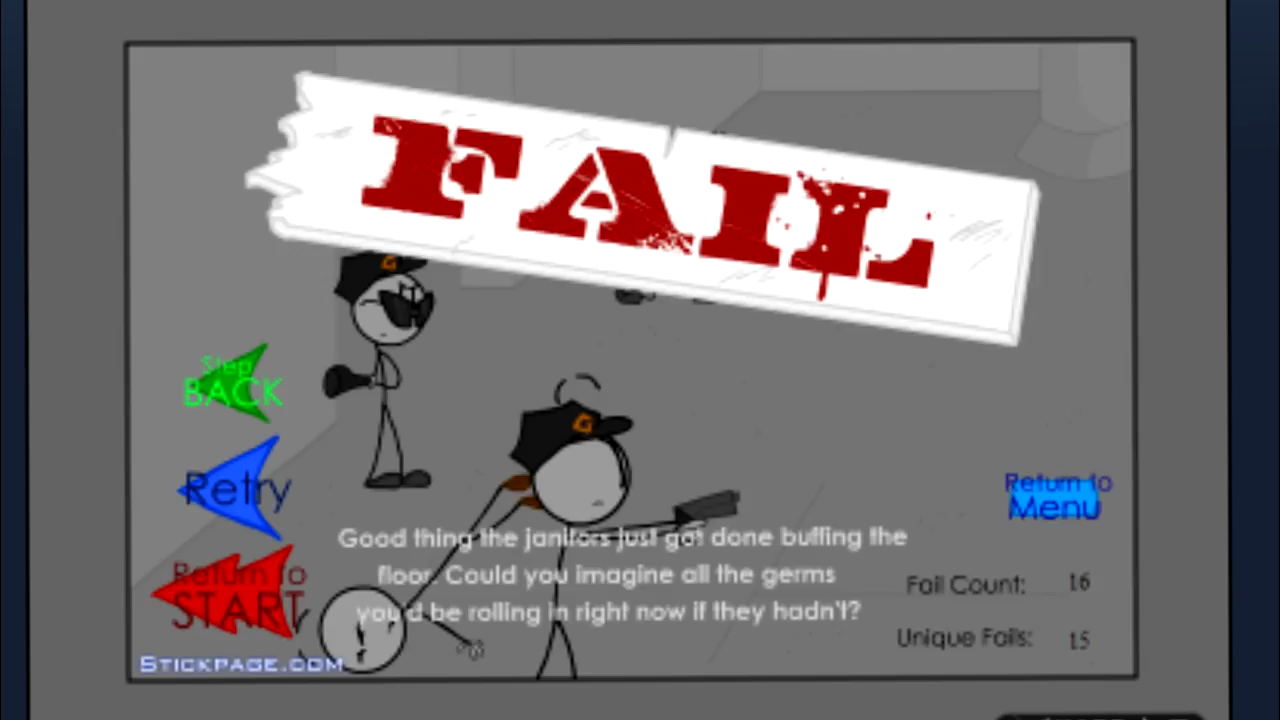 FAIL
G
G
Step
BACK
Retry
Return to
START
Return to
Menu
Good thing the janitors just got done buffing the
floor. Could you imagine all the germs
you'd be rolling in right now if they hadn't?
Fail Count: 16
Unique Fails: 15
STICKPAGE.COM